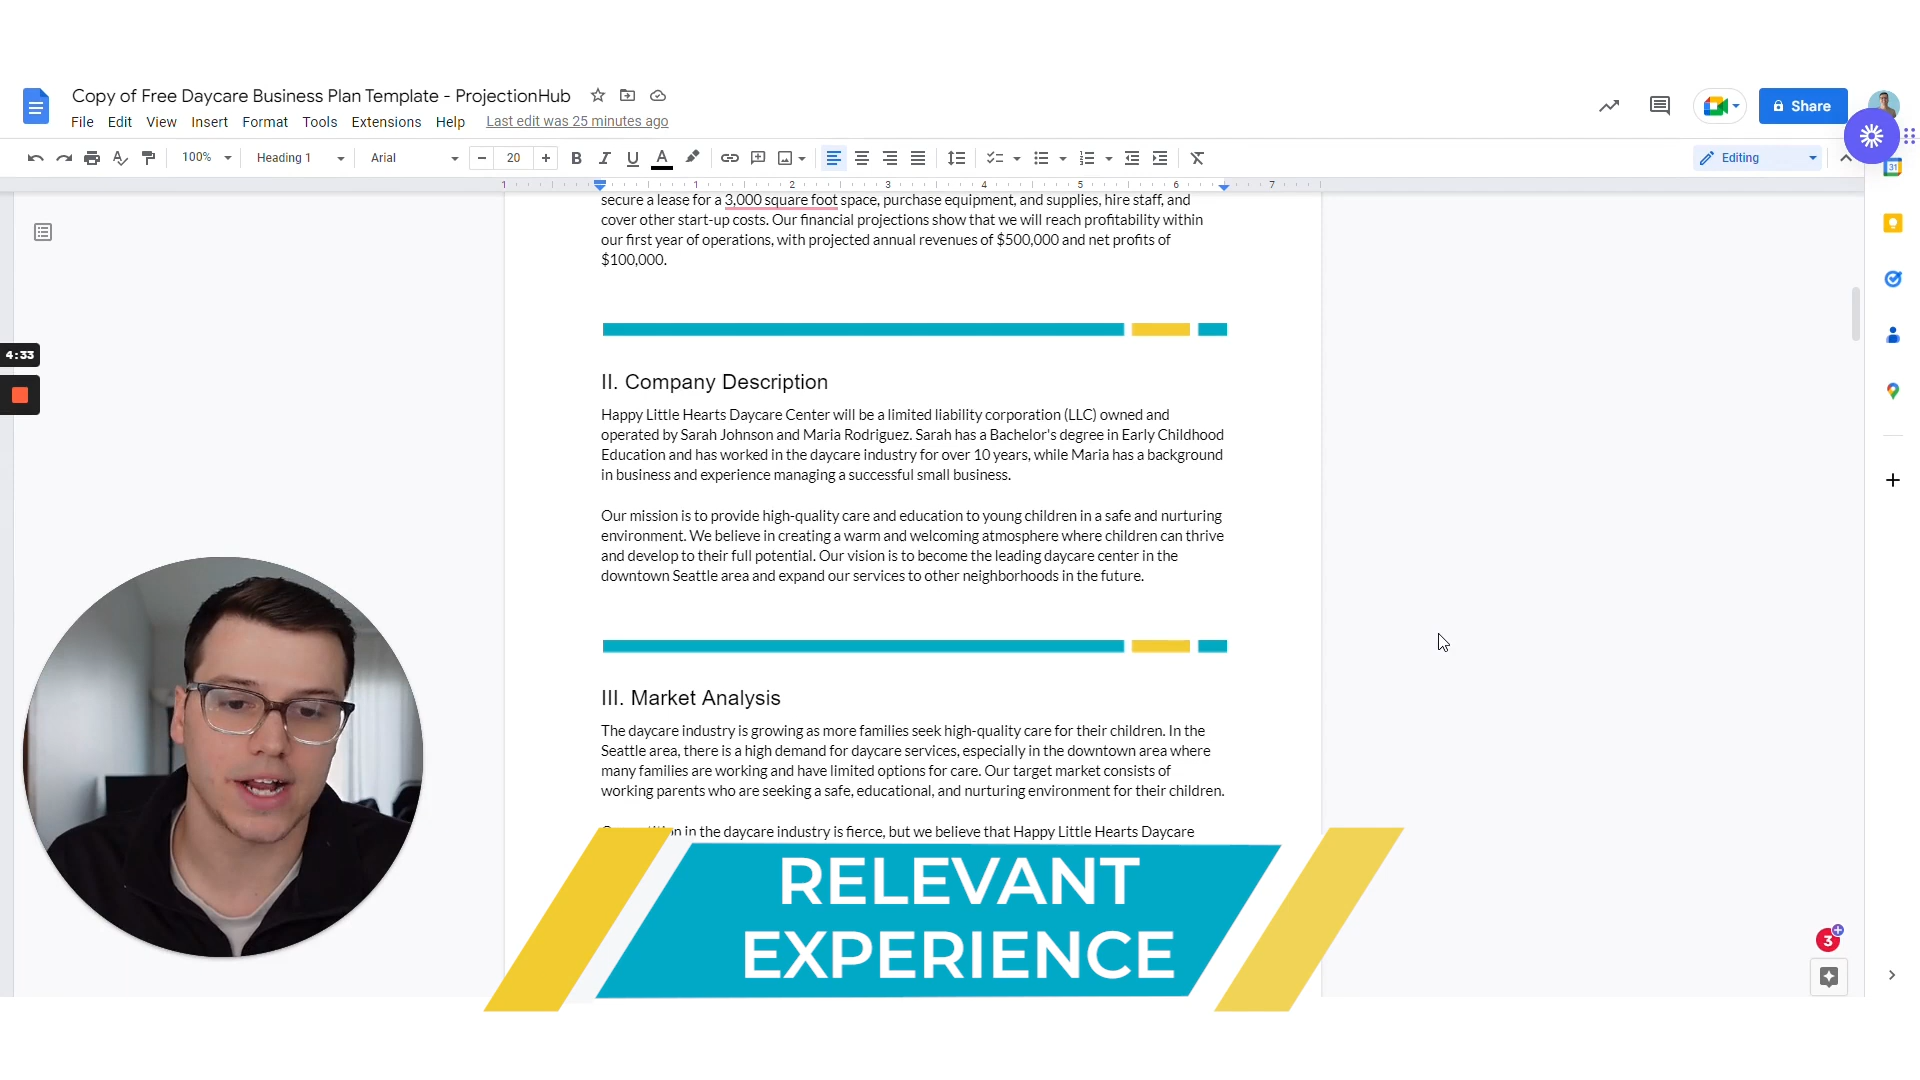 Copy of Free Daycare Business Plan Template - ProjectionHub
Share
File Edit View Insert Format Tools Extensions Help Last edit was 25 minutes ago
100% Heading 1 Arial 20 B I U A Editing
1 1 2 3 4 5 6 7
31
secure a lease for a 3,000 square foot space, purchase equipment, and supplies, hire staff, and
cover other start-up costs. Our financial projections show that we will reach profitability within
our first year of operations, with projected annual revenues of $500,000 and net profits of
$100,000.
4:33
II. Company Description
Happy Little Hearts Daycare Center will be a limited liability corporation (LLC) owned and
operated by Sarah Johnson and Maria Rodriguez. Sarah has a Bachelor's degree in Early Childhood
Education and has worked in the daycare industry for over 10 years, while Maria has a background
in business and experience managing a successful small business.
Our mission is to provide high-quality care and education to young children in a safe and nurturing
environment. We believe in creating a warm and welcoming atmosphere where children can thrive
and develop to their full potential. Our vision is to become the leading daycare center in the
downtown Seattle area and expand our services to other neighborhoods in the future.
III. Market Analysis
The daycare industry is growing as more families seek high-quality care for their children. In the
Seattle area, there is a high demand for daycare services, especially in the downtown area where
many families are working and have limited options for care. Our target market consists of
working parents who are seeking a safe, educational, and nurturing environment for their children.
in the daycare industry is fierce, but we believe that Happy Little Hearts Daycare
RELEVANT
EXPERIENCE
3